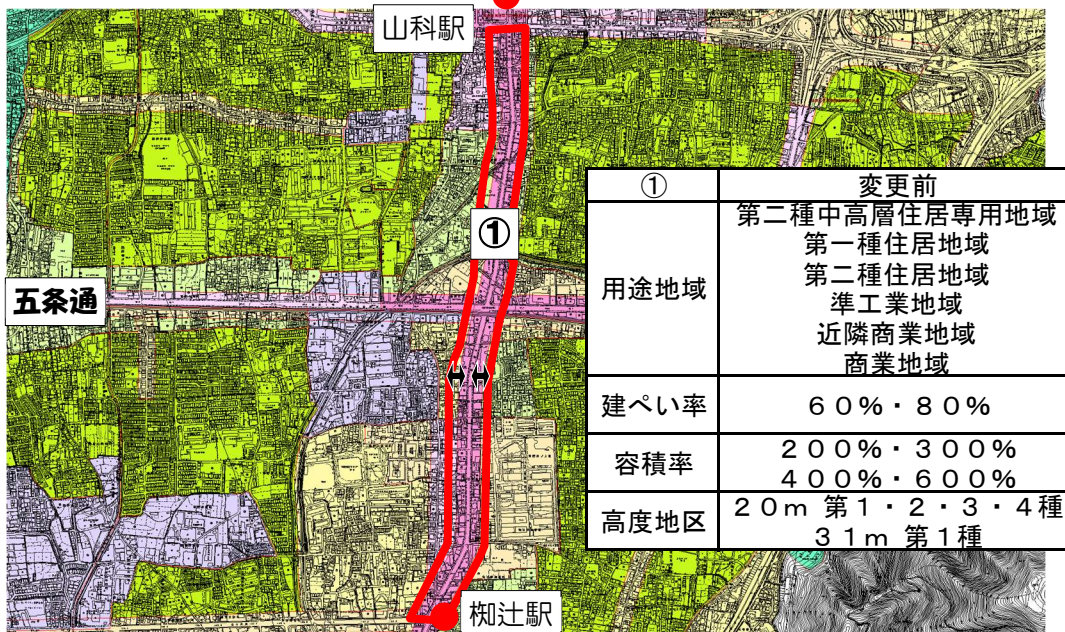 山科駅
①
五条通
椥辻駅
① 変更前
用途地域 第二種中高層住居専用地域
第一種住居地域
第二種住居地域
準工業地域
近隣商業地域
商業地域
建ぺい率 60%・80%
容積率 200%・300%
400%・600%
高度地区 20m 第1・2・3・4種
31m 第1種